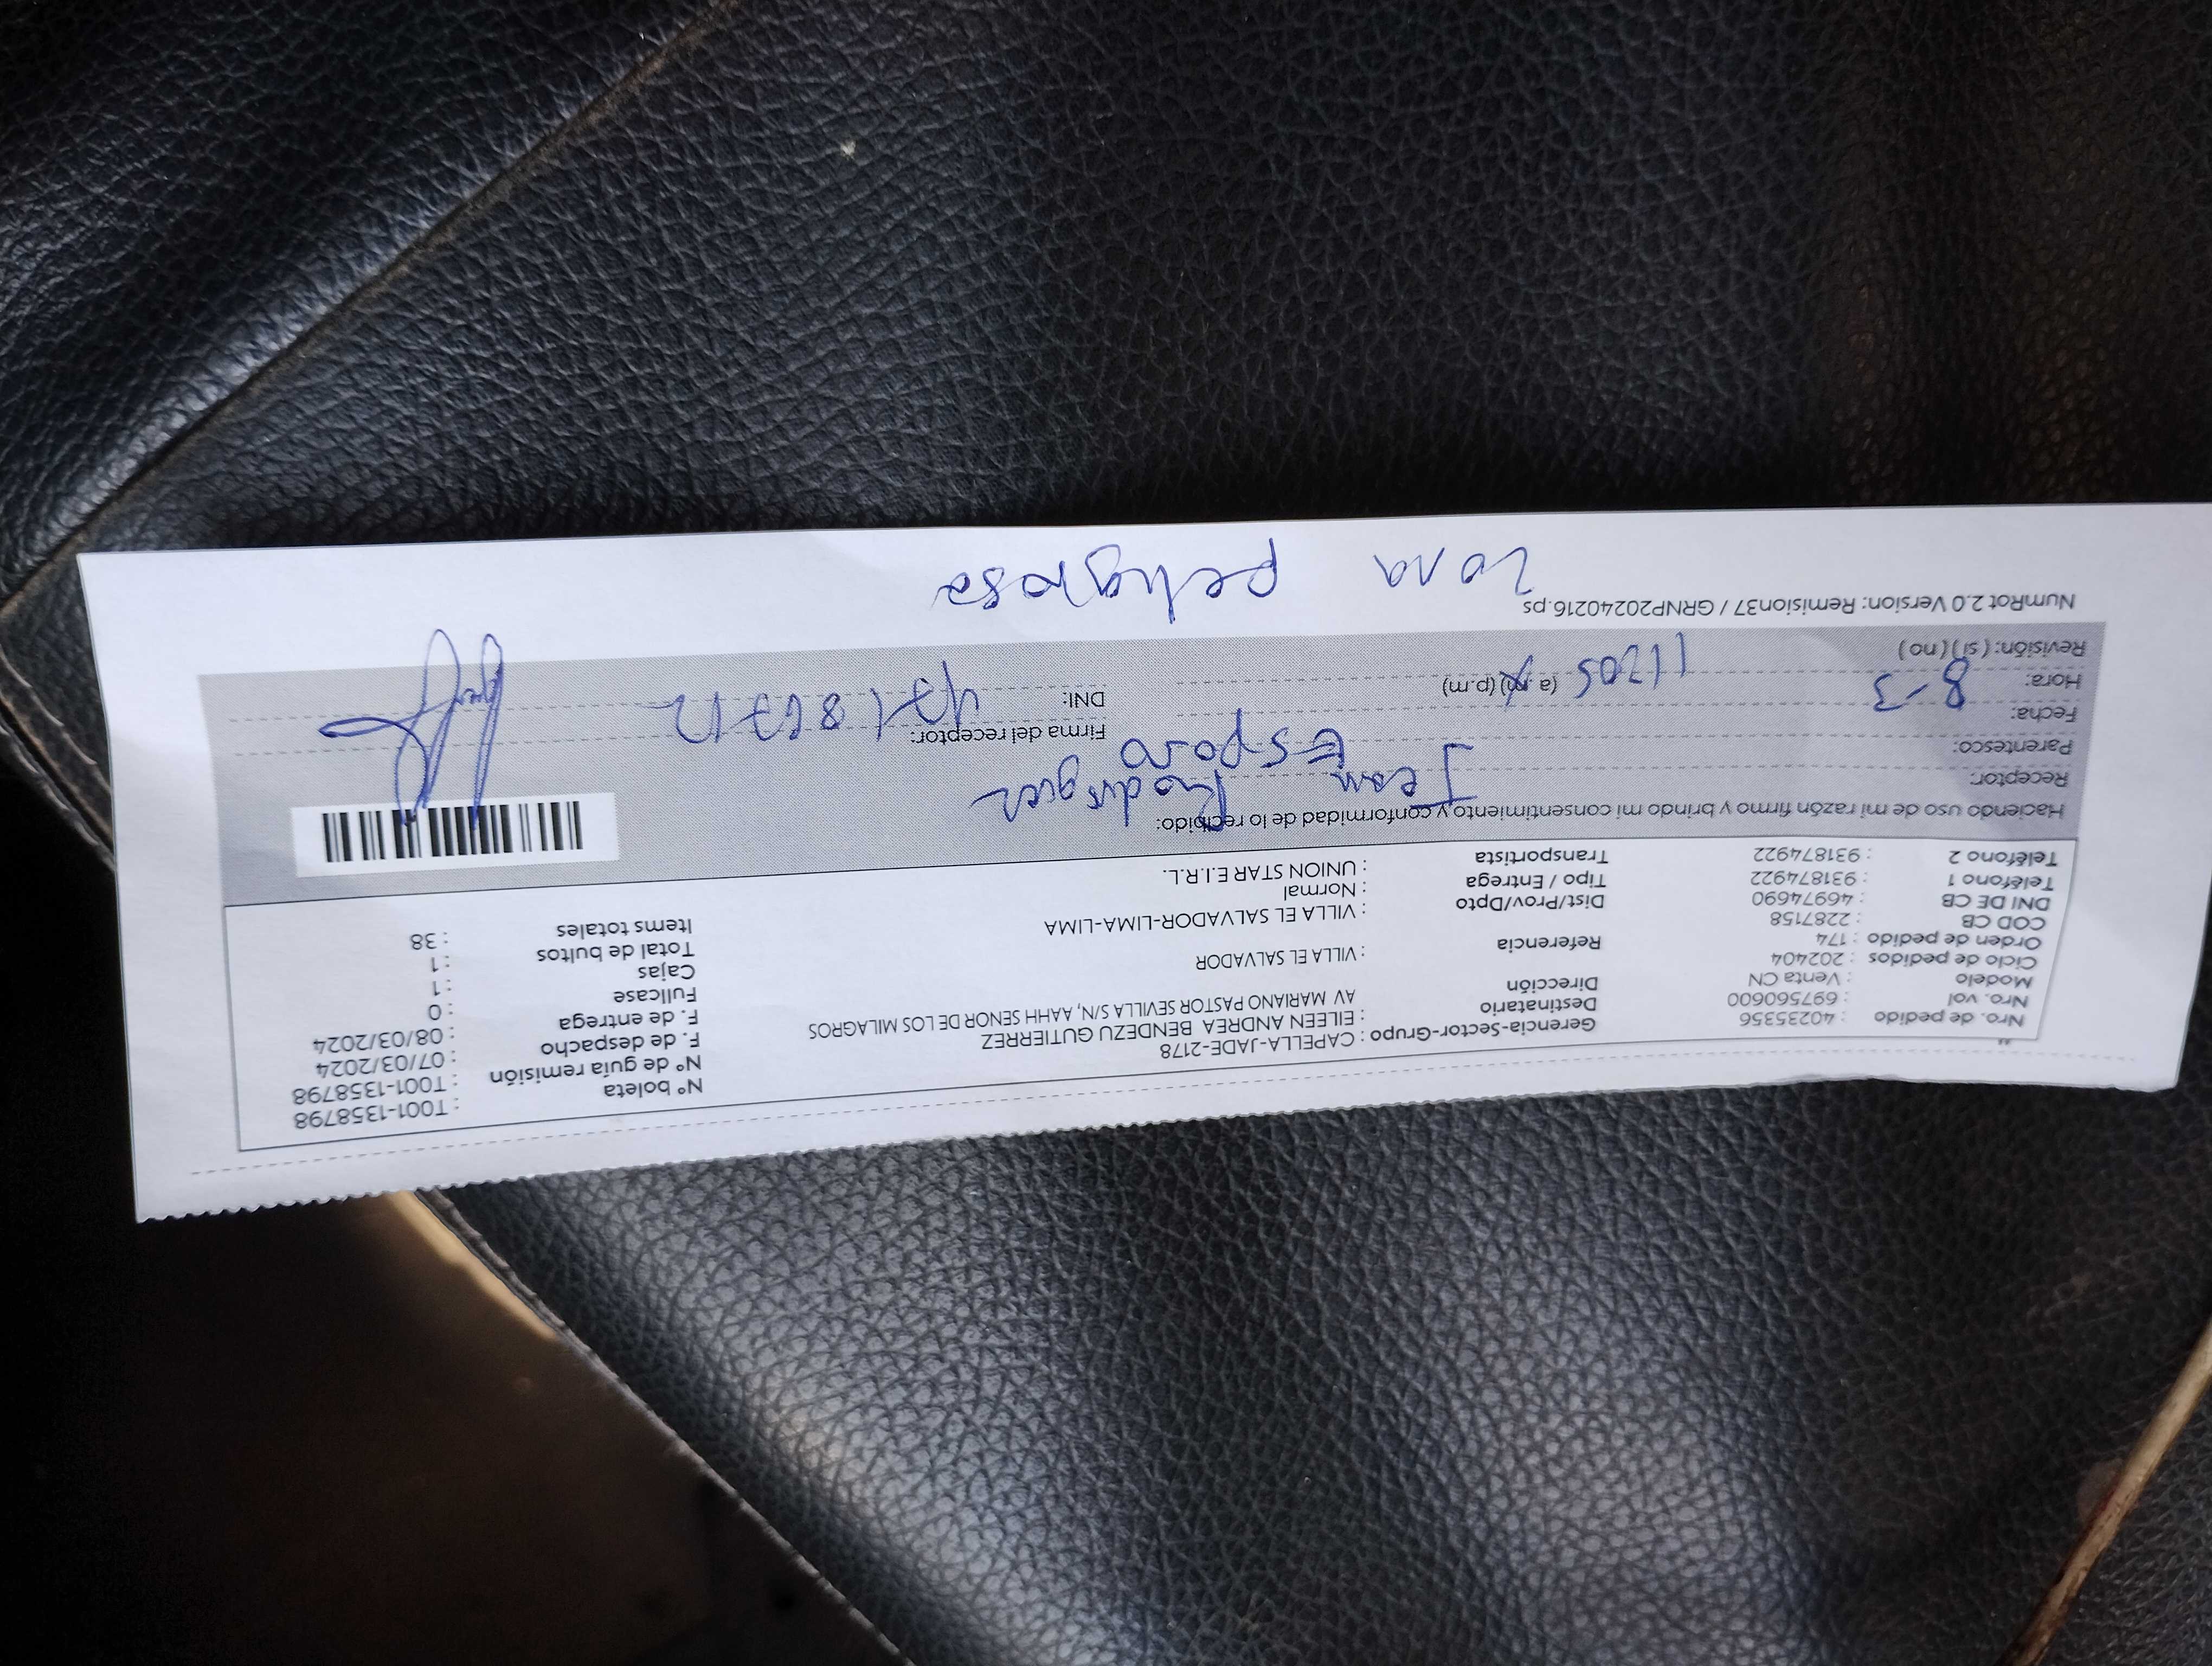 Nro. de pedido : 40235356
Nro. vol : 697560600
Modelo : Venta CN
Ciclo de pedidos : 202404
Orden de pedido : 174
COD CB : 2287158
DNI DE CB : 46974690
Teléfono 1 : 931874922
Teléfono 2 : 931874922
Gerencia-Sector-Grupo : CAPELLA-JADE-2178
Destinatario : EILEEN ANDREA BENDEZU GUTIERREZ
Dirección AV MARIANO PASTOR SEVILLA S/N, AAHH SENOR DE LOS MILAGROS
: VILLA EL SALVADOR
Referencia
Dist/Prov/Dpto : VILLA EL SALVADOR-LIMA-LIMA
Tipo / Entrega : Normal
Transportista : UNION STAR E.I.R.L.
Nº boleta : T001-1358798
Nº de guía remisión : T001-1358798
F. de despacho : 07/03/2024
F. de entrega : 08/03/2024
Fullcase : 0
Cajas : 1
Total de bultos : 1
Items totales : 38
Haciendo uso de mi razón firmo y brindo mi consentimiento y conformidad de lo recibido:
Receptor: Jean Rodriguez
Parentesco: Esposo
Fecha: 8-3
Hora: 11:05 (a.m) (p.m)
Revisión: (si) (no)
Firma del receptor:
DNI:
NumRot 2.0 Version: Remision37 / GRNP20240216.ps
zona peligrosa